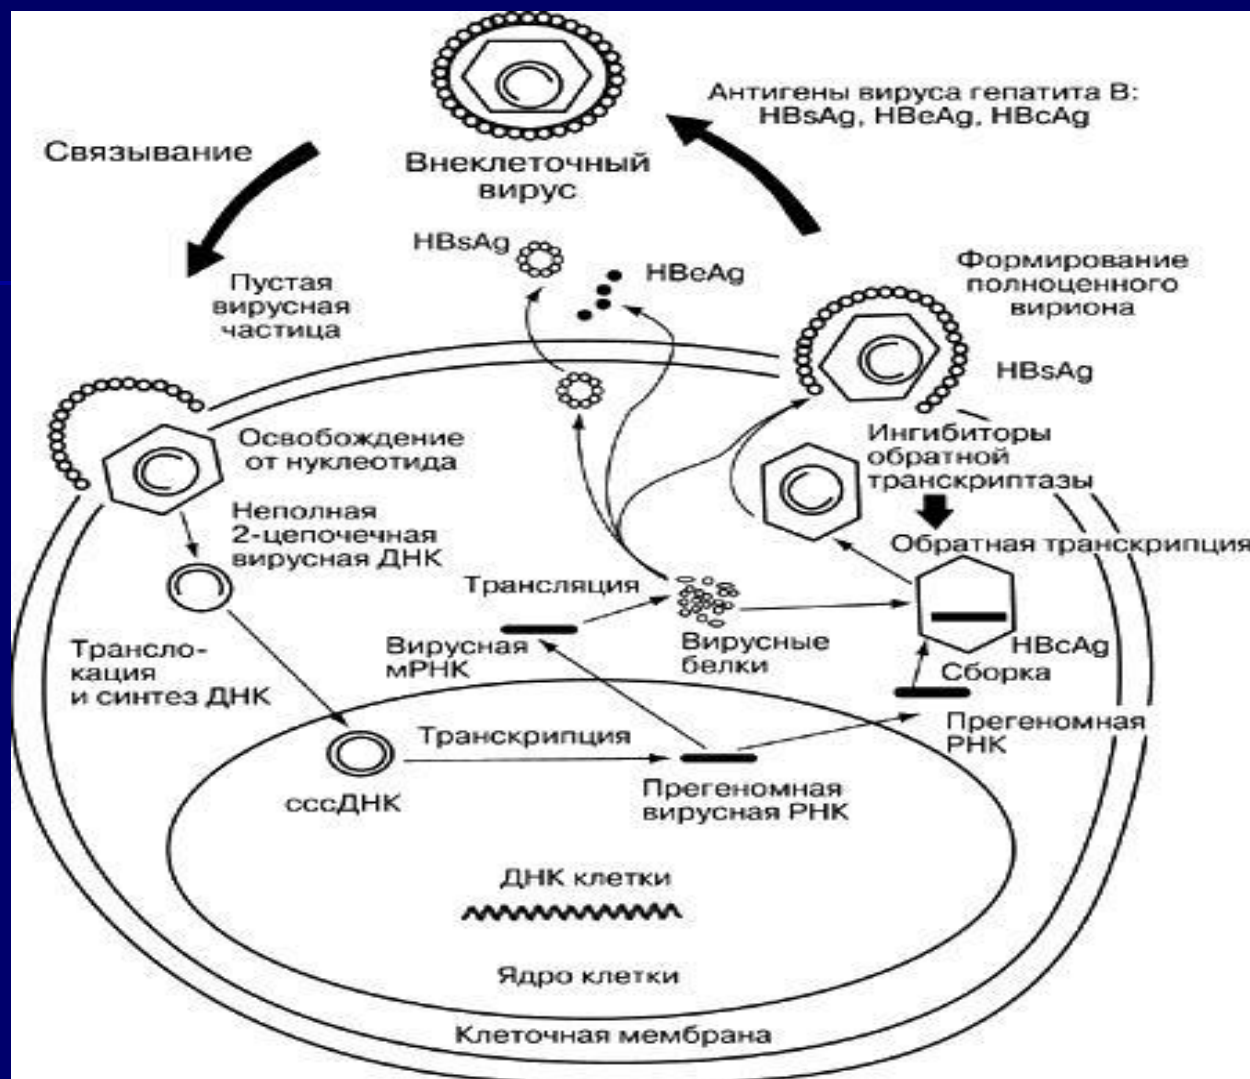 Антигены вируса гепатита В:
HBsAg, HBeAg, HBcAg
Связывание
Внеклеточный
вирус
HBsAg
HBeAg
Пустая
вирусная
частица
Формирование
полноценного
вириона
HBsAg
Освобождение
от нуклеотида
Ингибиторы
обратной
транскриптазы
Неполная
2-цепочечная
вирусная ДНК
Обратная транскрипция
Трансляция
Вирусная
мРНК
Вирусные
белки
HBcAg
Сборка
Трансло-
кация
и синтез ДНК
Прегеномная
РНК
Транскрипция
сссДНК
Прегеномная
вирусная РНК
ДНК клетки
Ядро клетки
Клеточная мембрана